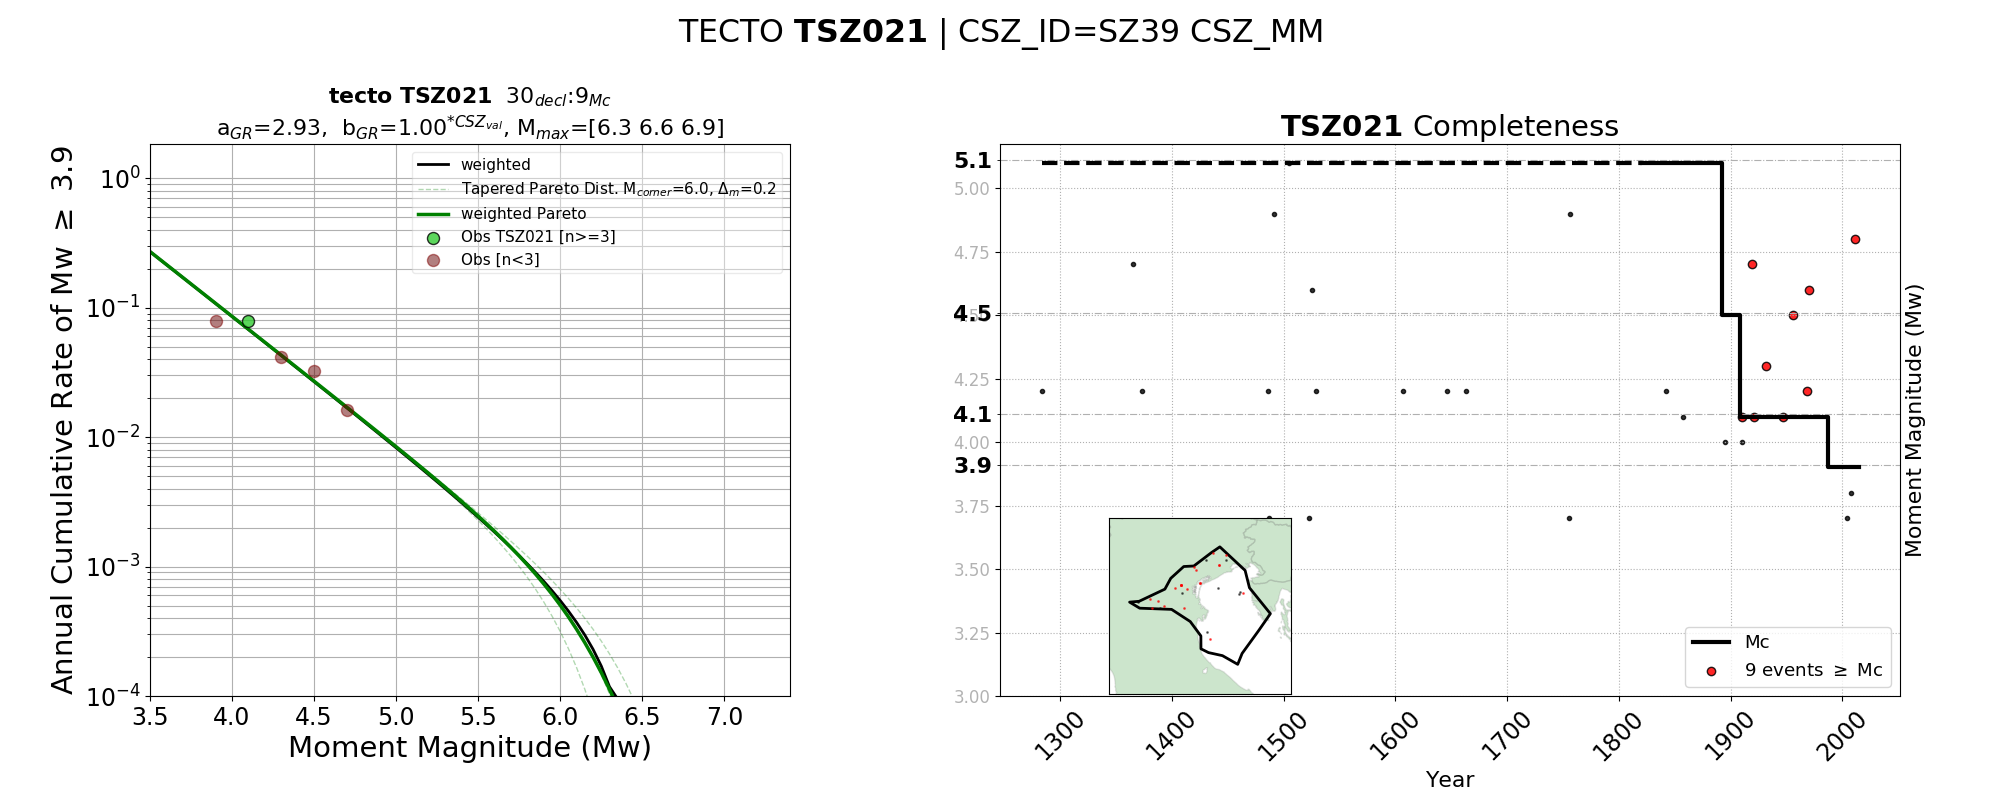 TECTO TSZ021 | CSZ_ID=SZ39 CSZ_MM
tecto TSZ021 30decl:9Mc
aGR=2.93, bGR=1.00*CSZval, Mmax=[6.3 6.6 6.9]
Annual Cumulative Rate of Mw ≥ 3.9
10^0
10^−1
10^−2
10^−3
10^−4
weighted
Tapered Pareto Dist. Mcorner=6.0, Δm=0.2
weighted Pareto
Obs TSZ021 [n>=3]
Obs [n<3]
3.5 4.0 4.5 5.0 5.5 6.0 6.5 7.0
Moment Magnitude (Mw)
TSZ021 Completeness
5.1
5.00
4.75
4.5
4.25
4.1
4.00
3.9
3.75
3.50
3.25
3.00
Moment Magnitude (Mw)
Mc
9 events ≥ Mc
1300 1400 1500 1600 1700 1800 1900 2000
Year